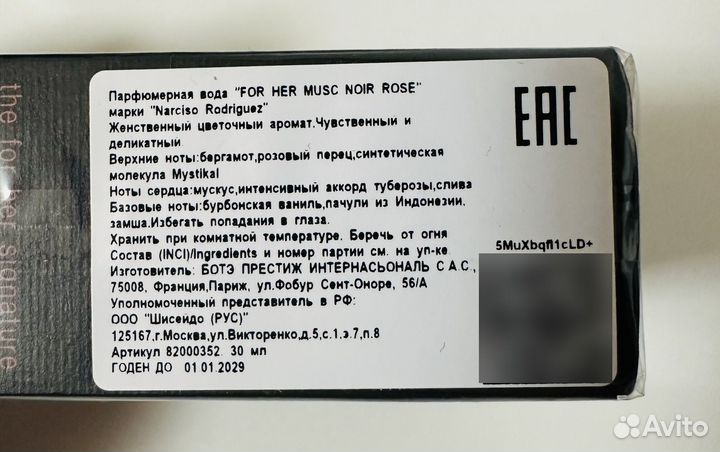 the for her signature
Парфюмерная вода "FOR HER MUSC NOIR ROSE"
марки "Narciso Rodriguez"
Женственный цветочный аромат.Чувственный и
деликатный.
Верхние ноты:бергамот,розовый перец,синтетическая
молекула Mystikal
Ноты сердца:мускус,интенсивный аккорд туберозы,слива
Базовые ноты:бурбонская ваниль,пачули из Индонезии,
замша.Избегать попадания в глаза.
Хранить при комнатной температуре. Беречь от огня
Состав (INCI)/Ingredients и номер партии см. на уп-ке.
Изготовитель: БОТЭ ПРЕСТИЖ ИНТЕРНАСЬОНАЛЬ С.А.С.,
75008, Франция,Париж, ул.Фобур Сент-Оноре, 56/А
Уполномоченный представитель в РФ:
ООО "Шисейдо (РУС)"
125167,г.Москва,ул.Викторенко,д.5,с.1,э.7,п.8
Артикул 82000352. 30 мл
ГОДЕН ДО 01.01.2029
EAC
5MuXbqfl1cLD+
Avito